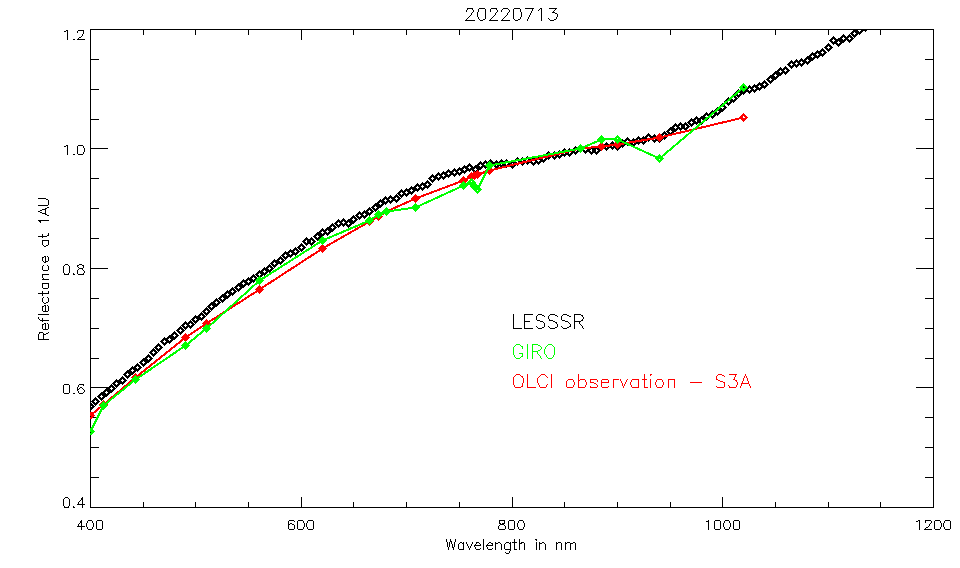 20220713
1.2
1.0
0.8
0.6
0.4
Reflectance at 1AU
LESSSR
GIRO
OLCI observation - S3A
400 600 800 1000 1200
Wavelength in nm